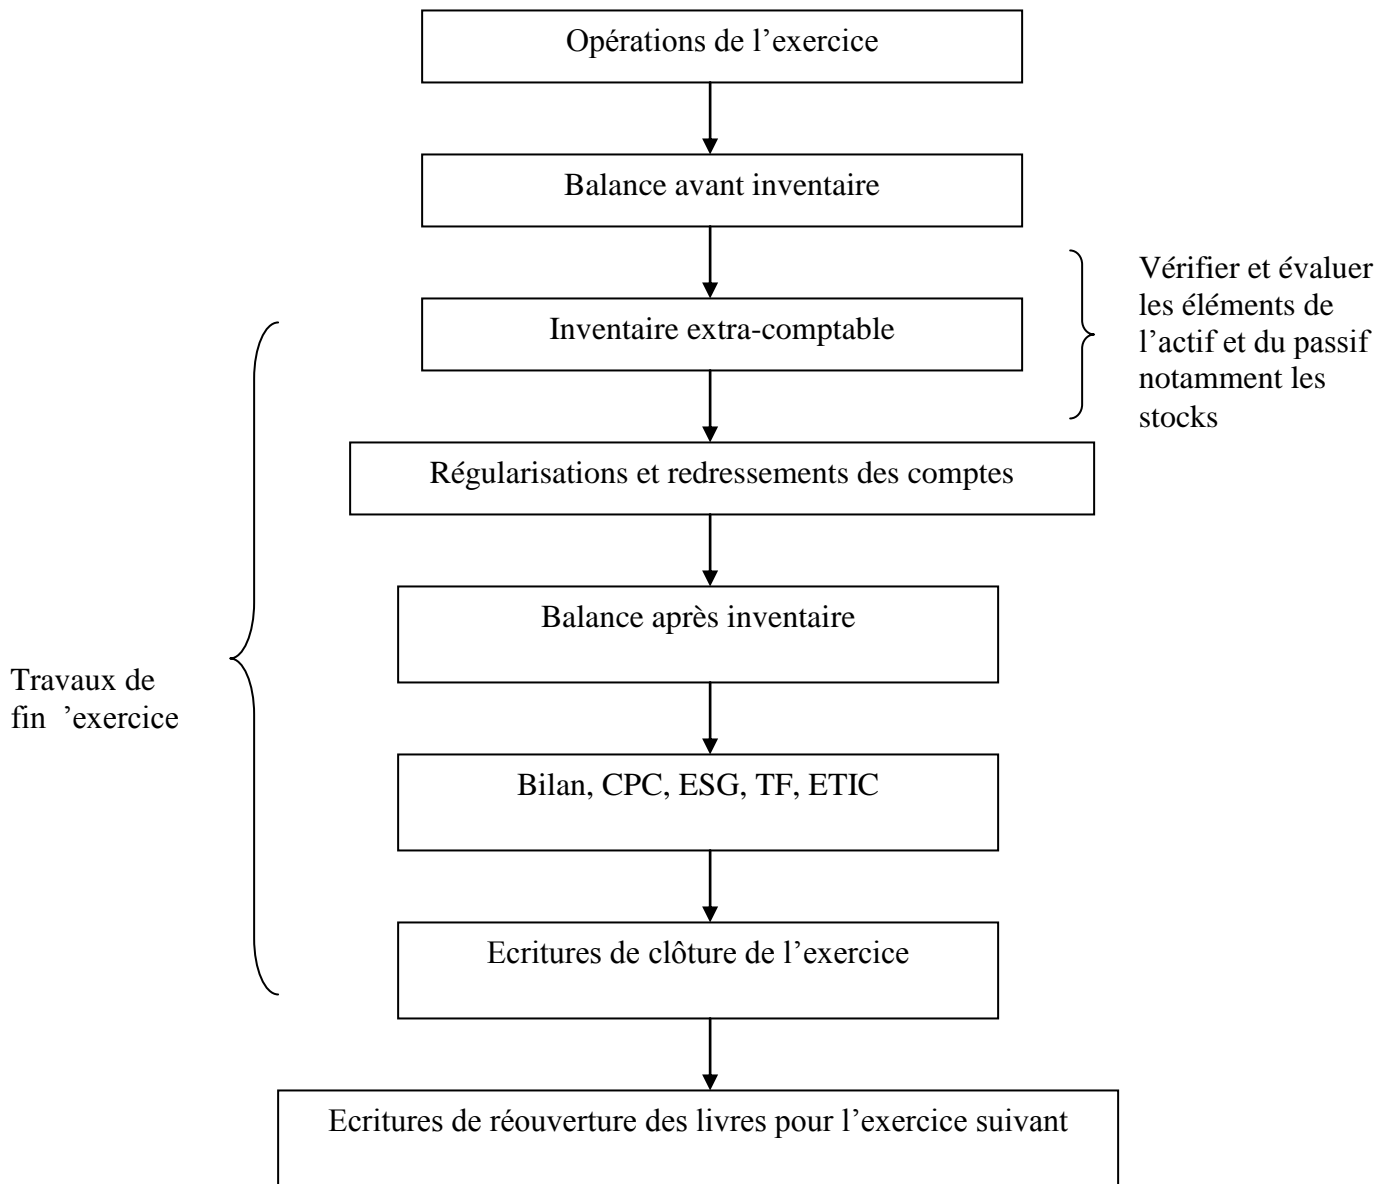 Opérations de l’exercice
Balance avant inventaire
Vérifier et évaluer
les éléments de
l’actif et du passif
notamment les
stocks
Inventaire extra-comptable
Régularisations et redressements des comptes
Balance après inventaire
Travaux de
fin ’exercice
Bilan, CPC, ESG, TF, ETIC
Ecritures de clôture de l’exercice
Ecritures de réouverture des livres pour l’exercice suivant